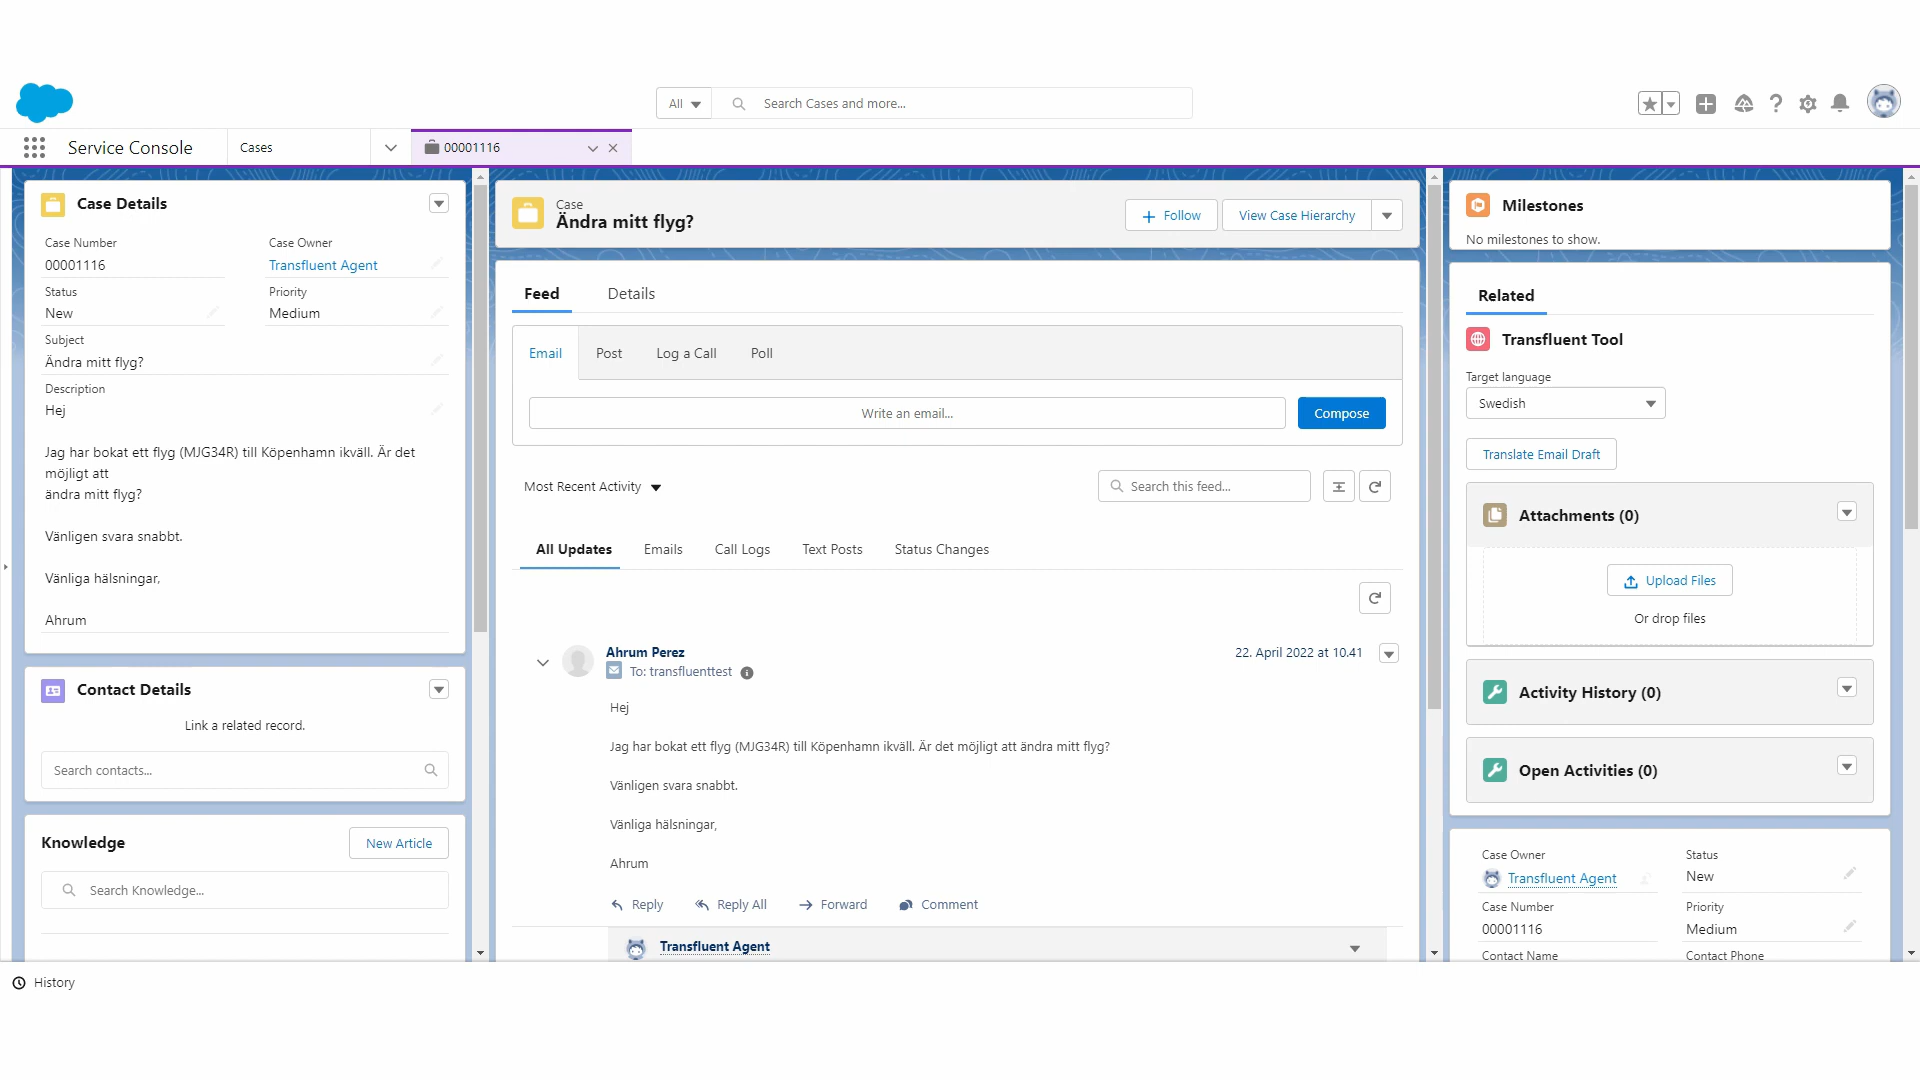 All
Search Cases and more...
Service Console
Cases
00001116
Case Details
Case Number
Case Owner
00001116
Transfluent Agent
Status
Priority
New
Medium
Subject
Ändra mitt flyg?
Description
Hej
Jag har bokat ett flyg (MJG34R) till Köpenhamn ikväll. Är det
möjligt att
ändra mitt flyg?
Vänligen svara snabbt.
Vänliga hälsningar,
Ahrum
Contact Details
Link a related record.
Search contacts...
Knowledge
New Article
Search Knowledge...
Case
Ändra mitt flyg?
Follow
View Case Hierarchy
Feed
Details
Email
Post
Log a Call
Poll
Write an email...
Compose
Most Recent Activity
Search this feed...
All Updates
Emails
Call Logs
Text Posts
Status Changes
Ahrum Perez
22. April 2022 at 10.41
To: transfluenttest
Hej
Jag har bokat ett flyg (MJG34R) till Köpenhamn ikväll. Är det möjligt att ändra mitt flyg?
Vänligen svara snabbt.
Vänliga hälsningar,
Ahrum
Reply
Reply All
Forward
Comment
Transfluent Agent
Milestones
No milestones to show.
Related
Transfluent Tool
Target language
Swedish
Translate Email Draft
Attachments (0)
Upload Files
Or drop files
Activity History (0)
Open Activities (0)
Case Owner
Status
Transfluent Agent
New
Case Number
Priority
00001116
Medium
Contact Name
Contact Phone
History